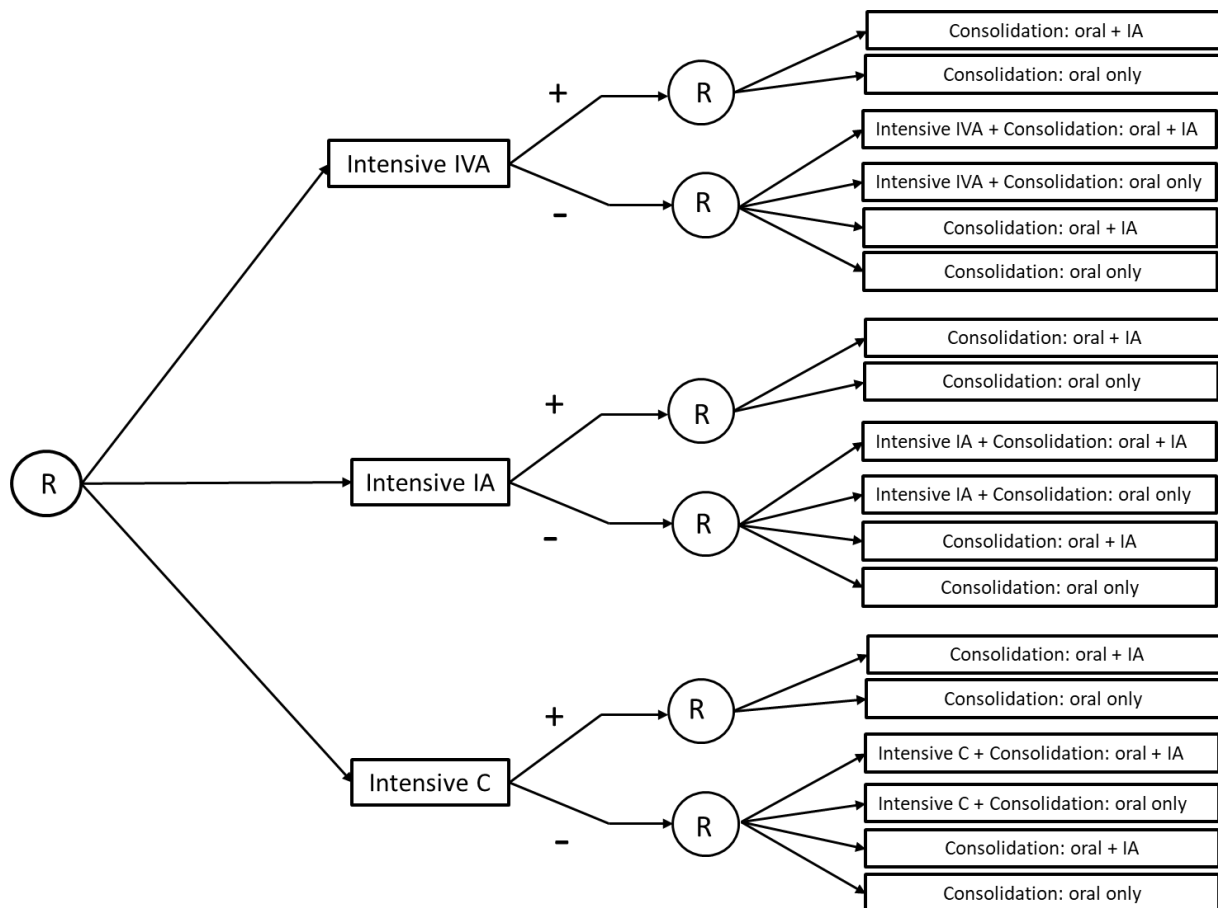 Consolidation: oral + IA
R
Consolidation: oral only
+
Intensive IVA + Consolidation: oral + IA
Intensive IVA
Intensive IVA + Consolidation: oral only
R
-
Consolidation: oral + IA
Consolidation: oral only
Consolidation: oral + IA
R
Consolidation: oral only
+
Intensive IA + Consolidation: oral + IA
R
Intensive IA
Intensive IA + Consolidation: oral only
R
-
Consolidation: oral + IA
Consolidation: oral only
Consolidation: oral + IA
R
Consolidation: oral only
+
Intensive C + Consolidation: oral + IA
Intensive C
Intensive C + Consolidation: oral only
R
-
Consolidation: oral + IA
Consolidation: oral only